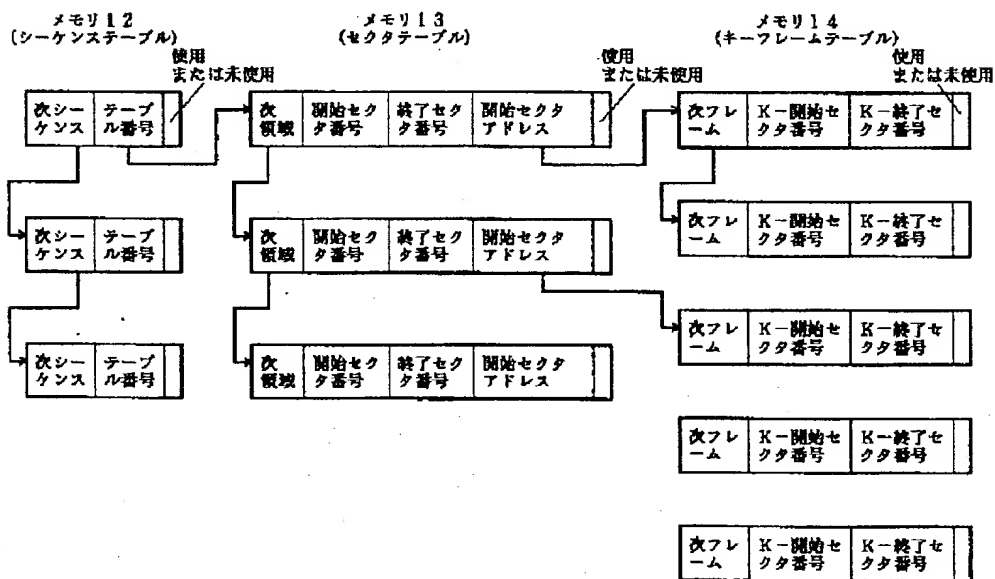 メモリ12
(シーケンステーブル)
使用
または未使用
次シー
ケンス
テーブ
ル番号
次シー
ケンス
テーブ
ル番号
次シー
ケンス
テーブ
ル番号
メモリ13
(セクタテーブル)
使用
または未使用
次
領域
開始セク
タ番号
終了セク
タ番号
開始セクタ
アドレス
次
領域
開始セク
タ番号
終了セク
タ番号
開始セクタ
アドレス
次
領域
開始セク
タ番号
終了セク
タ番号
開始セクタ
アドレス
メモリ14
(キーフレームテーブル)
使用
または未使用
次フレ
ーム
K-開始セ
クタ番号
K-終了セ
クタ番号
次フレ
ーム
K-開始セ
クタ番号
K-終了セ
クタ番号
次フレ
ーム
K-開始セ
クタ番号
K-終了セ
クタ番号
次フレ
ーム
K-開始セ
クタ番号
K-終了セ
クタ番号
次フレ
ーム
K-開始セ
クタ番号
K-終了セ
クタ番号